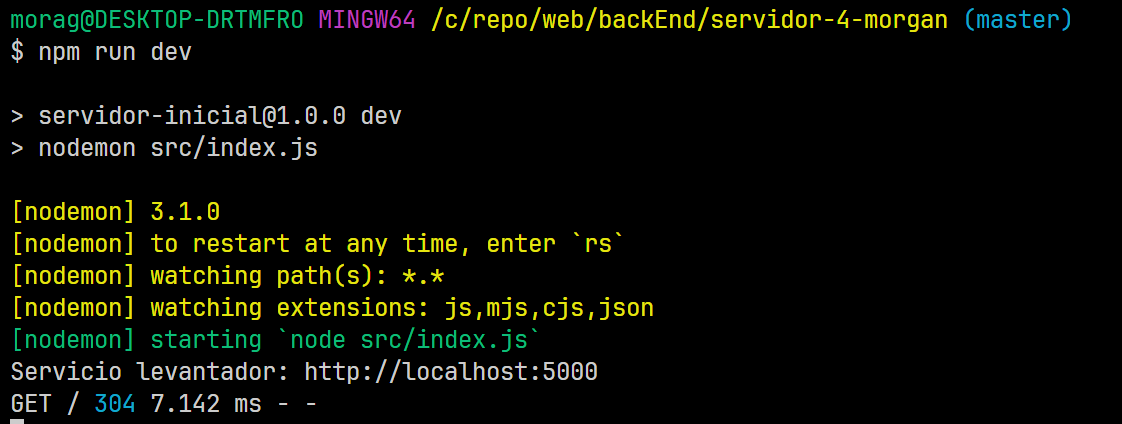 morag@DESKTOP-DRTMFRO MINGW64 /c/repo/web/backEnd/servidor-4-morgan (master)
$ npm run dev
> servidor-inicial@1.0.0 dev
> nodemon src/index.js
[nodemon] 3.1.0
[nodemon] to restart at any time, enter `rs`
[nodemon] watching path(s): *.*
[nodemon] watching extensions: js,mjs,cjs,json
[nodemon] starting `node src/index.js`
Servicio levantador: http://localhost:5000
GET / 304 7.142 ms - -